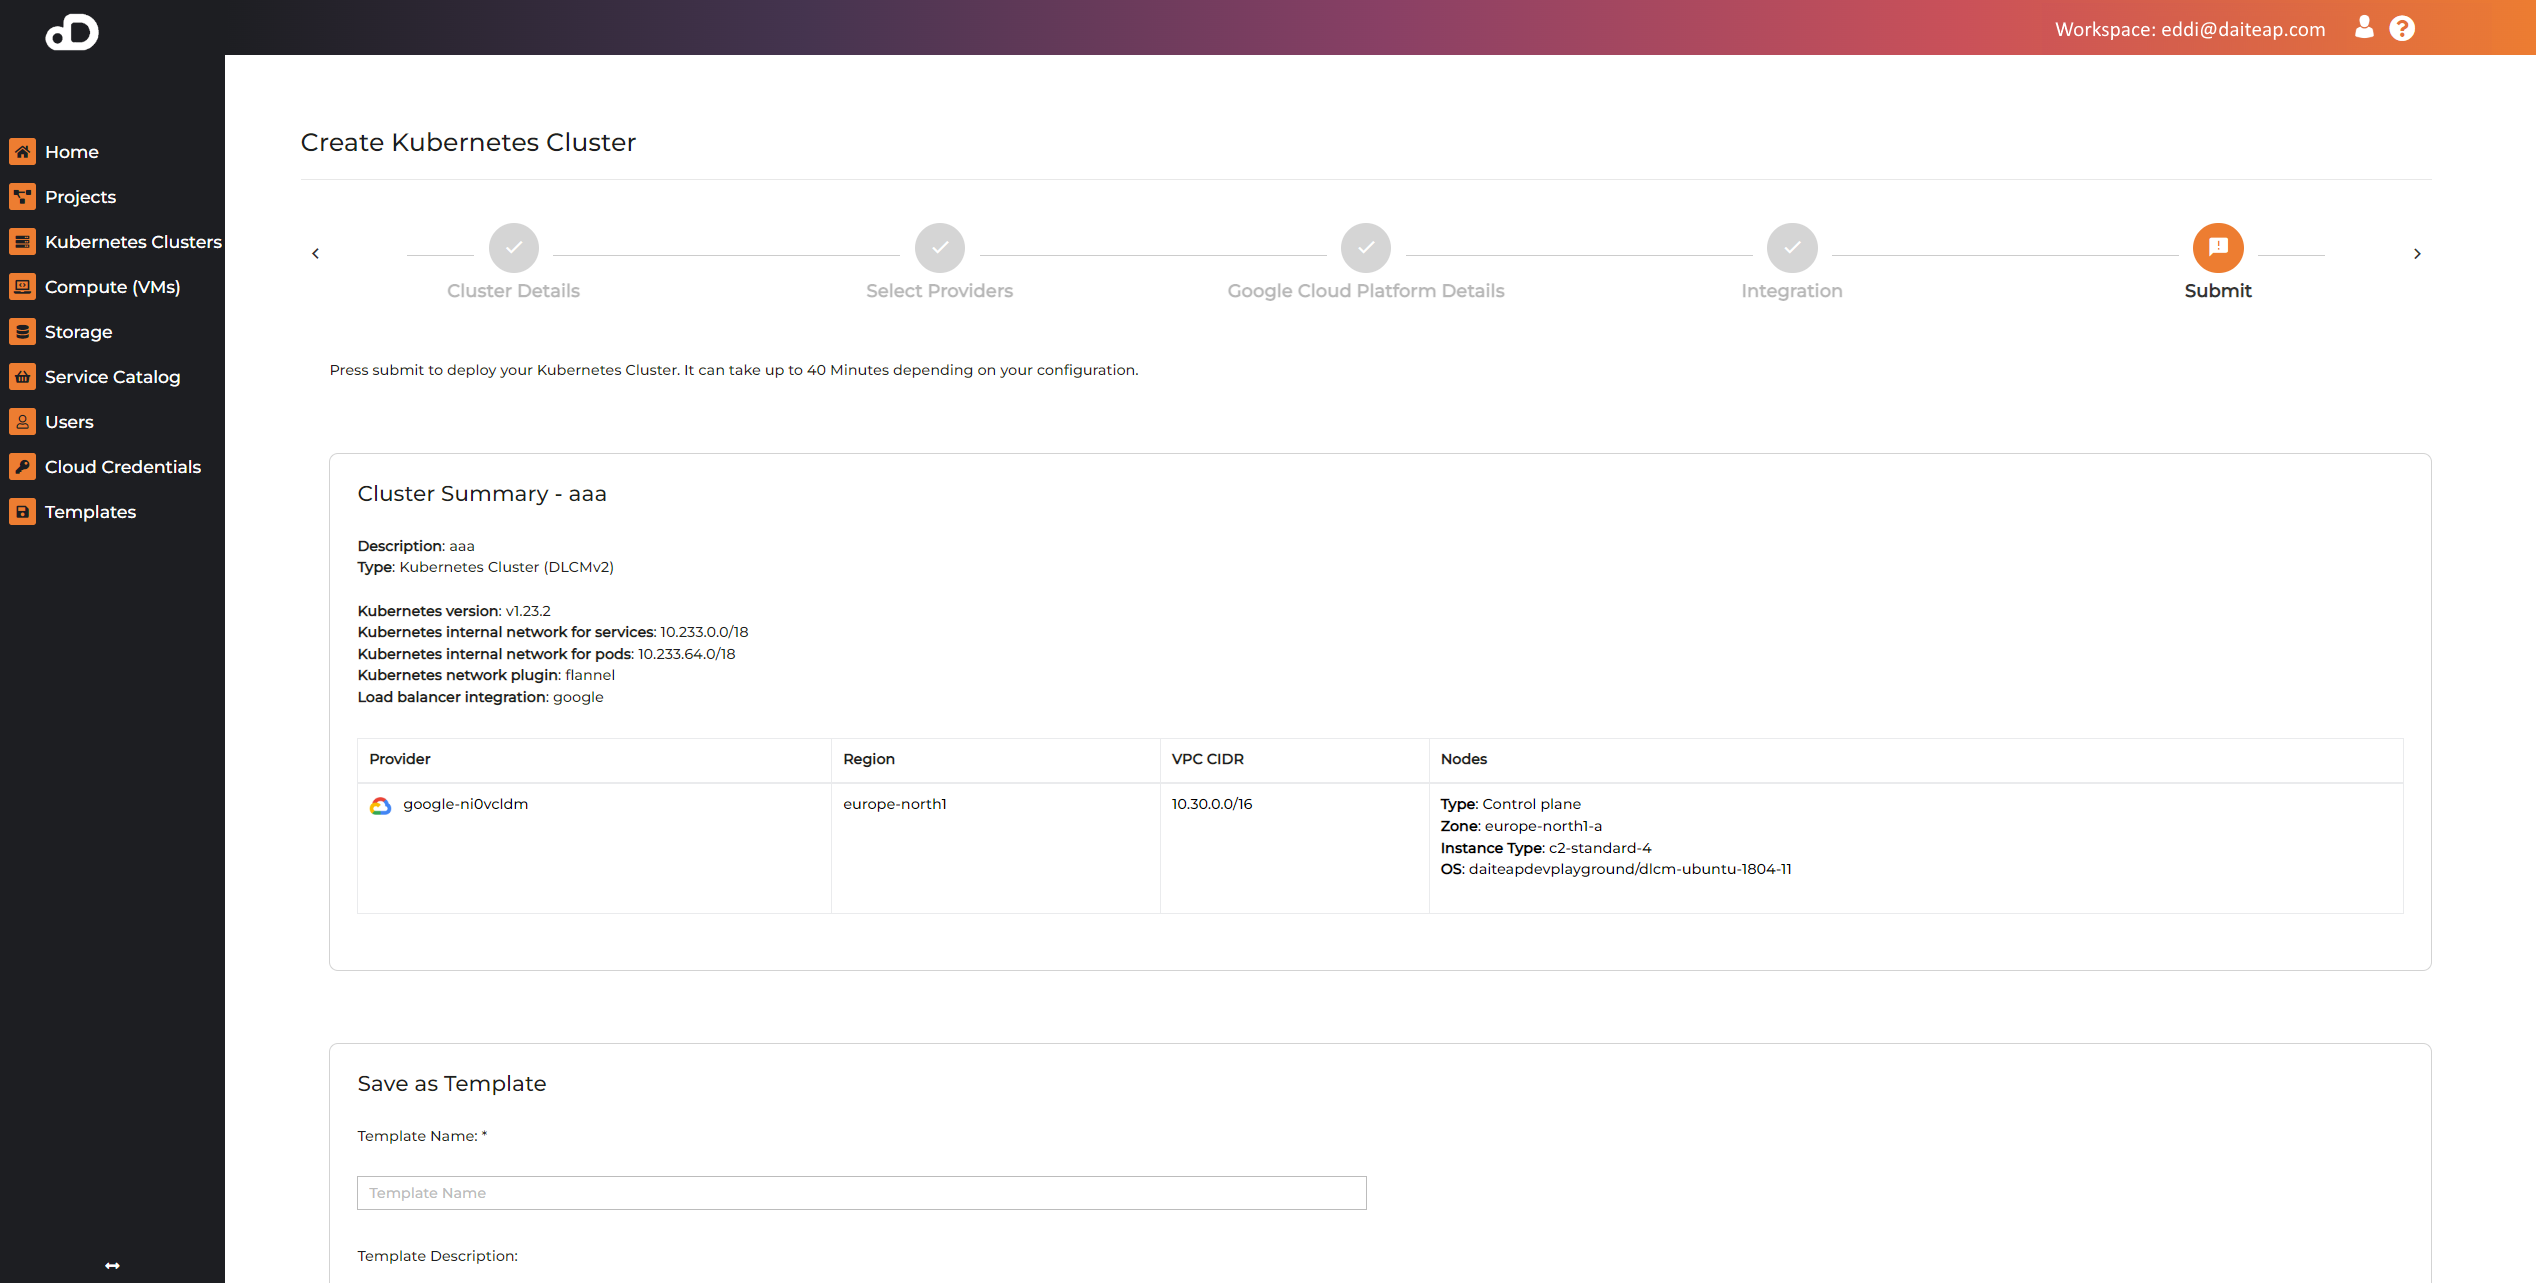 Workspace: eddi@daiteap.com
Home
Projects
Kubernetes Clusters
Compute (VMs)
Storage
Service Catalog
Users
Cloud Credentials
Templates
Create Kubernetes Cluster
Cluster Details
Select Providers
Google Cloud Platform Details
Integration
Submit
Press submit to deploy your Kubernetes Cluster. It can take up to 40 Minutes depending on your configuration.
Cluster Summary - aaa
Description: aaa
Type: Kubernetes Cluster (DLCMv2)
Kubernetes version: v1.23.2
Kubernetes internal network for services: 10.233.0.0/18
Kubernetes internal network for pods: 10.233.64.0/18
Kubernetes network plugin: flannel
Load balancer integration: google
Provider Region VPC CIDR Nodes
google-ni0vcldm europe-north1 10.30.0.0/16 Type: Control plane
Zone: europe-north1-a
Instance Type: c2-standard-4
OS: daiteapdevplayground/dlcm-ubuntu-1804-11
Save as Template
Template Name: *
Template Name
Template Description: